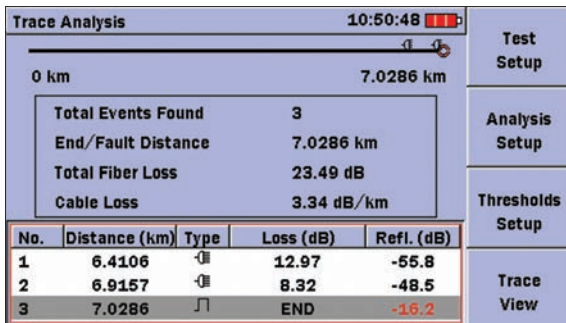 Trace Analysis 10:50:48
0 km 7.0286 km
Total Events Found 3
End/Fault Distance 7.0286 km
Total Fiber Loss 23.49 dB
Cable Loss 3.34 dB/km
No. Distance (km) Type Loss (dB) Refl. (dB)
1 6.4106 12.97 -55.8
2 6.9157 8.32 -48.5
3 7.0286 END -16.2
Test
Setup
Analysis
Setup
Thresholds
Setup
Trace
View